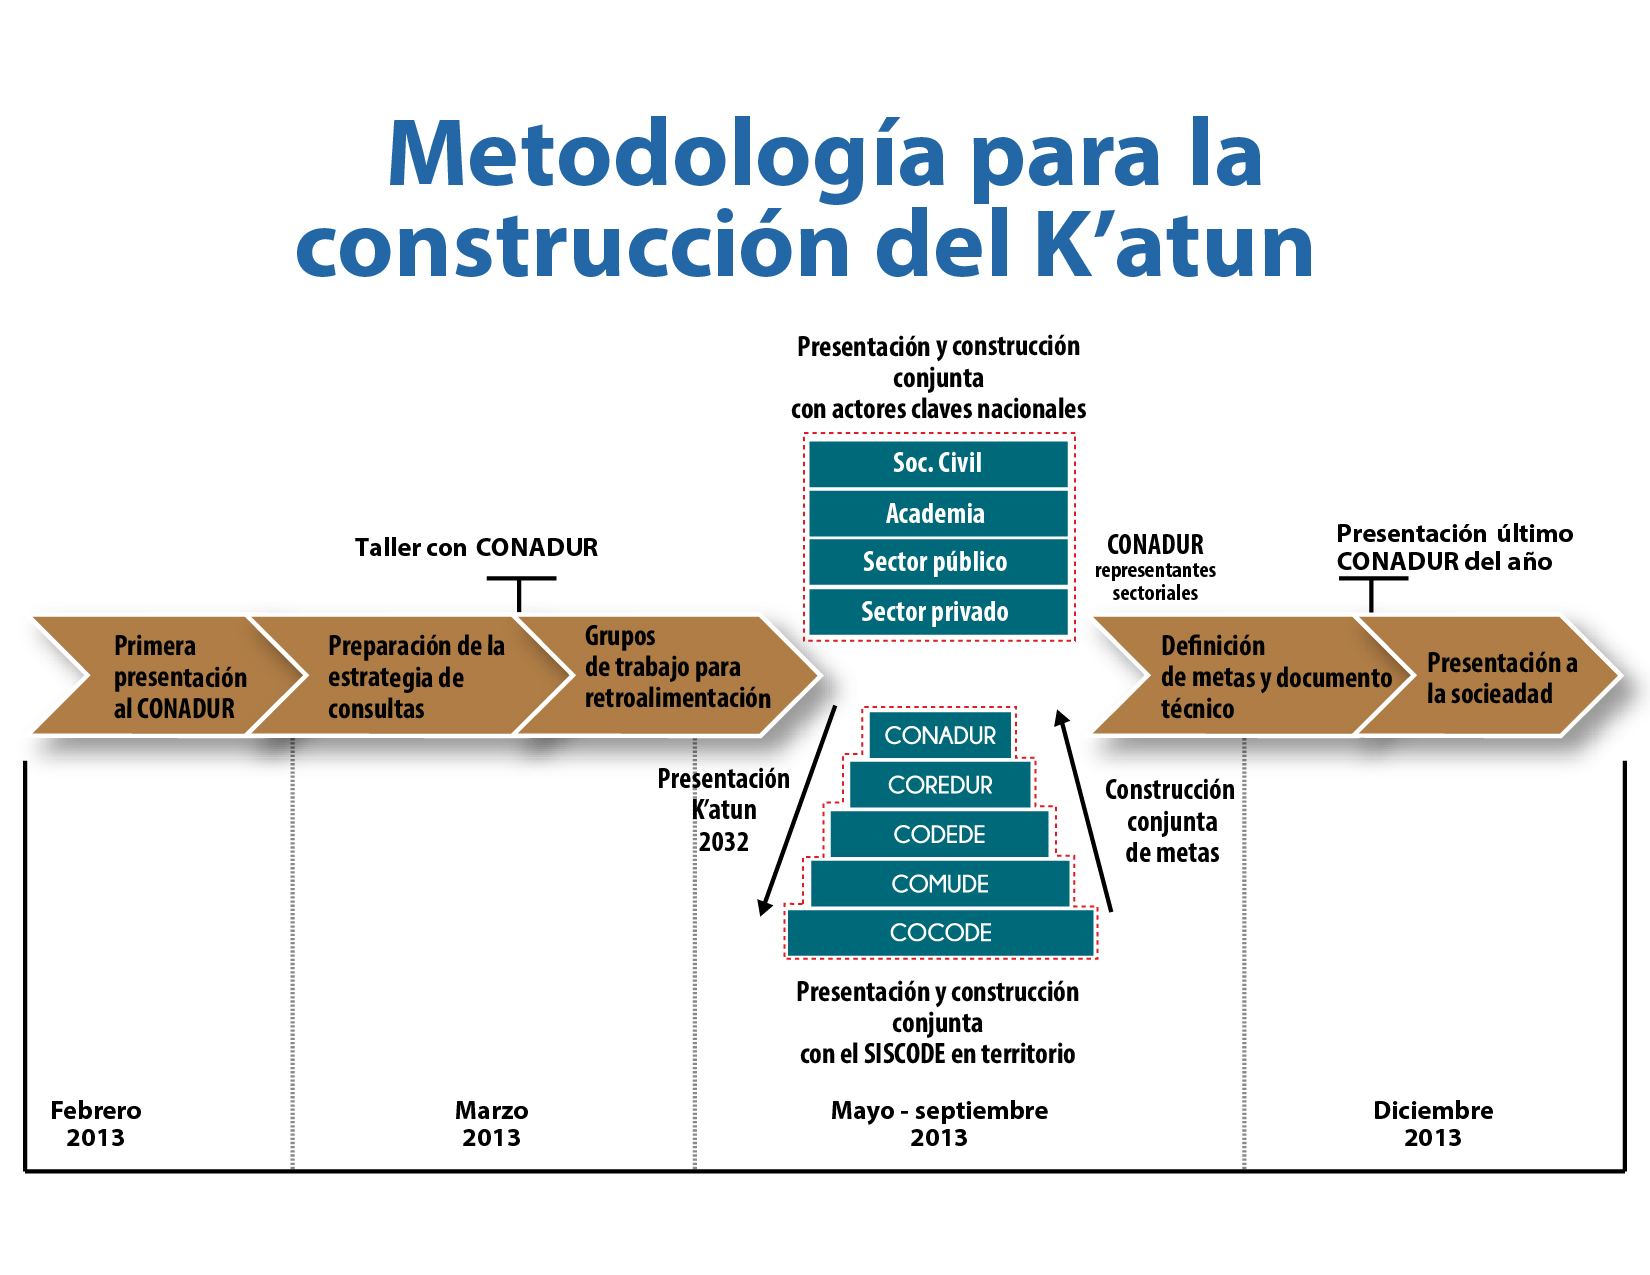 Metodología para la
construcción del K’atun
Presentación y construcción
conjunta
con actores claves nacionales
Soc. Civil
Academia
Sector público
Sector privado
Taller con CONADUR
CONADUR
representantes
sectoriales
Presentación último
CONADUR del año
Primera
presentación
al CONADUR
Preparación de la
estrategia de
consultas
Grupos
de trabajo para
retroalimentación
Definición
de metas y documento
técnico
Presentación a
la socieadad
Presentación
K’atun
2032
CONADUR
COREDUR
CODEDE
COMUDE
COCODE
Construcción
conjunta
de metas
Presentación y construcción
conjunta
con el SISCODE en territorio
Febrero
2013
Marzo
2013
Mayo - septiembre
2013
Diciembre
2013